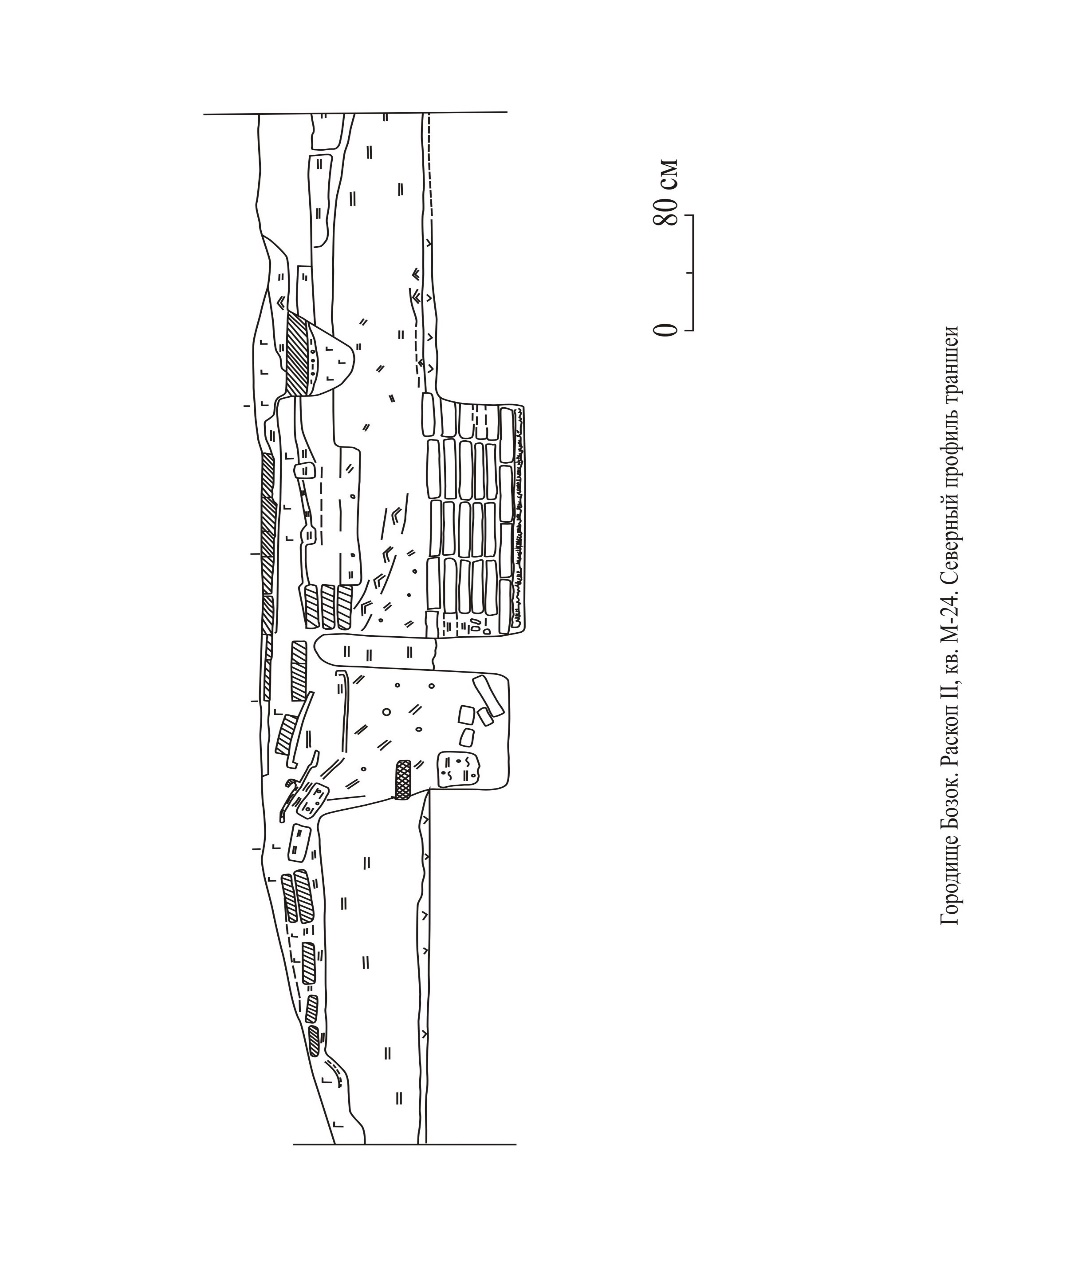 0 80 см
Городище Бозок. Раскоп II, кв. М-24. Северный профиль траншеи